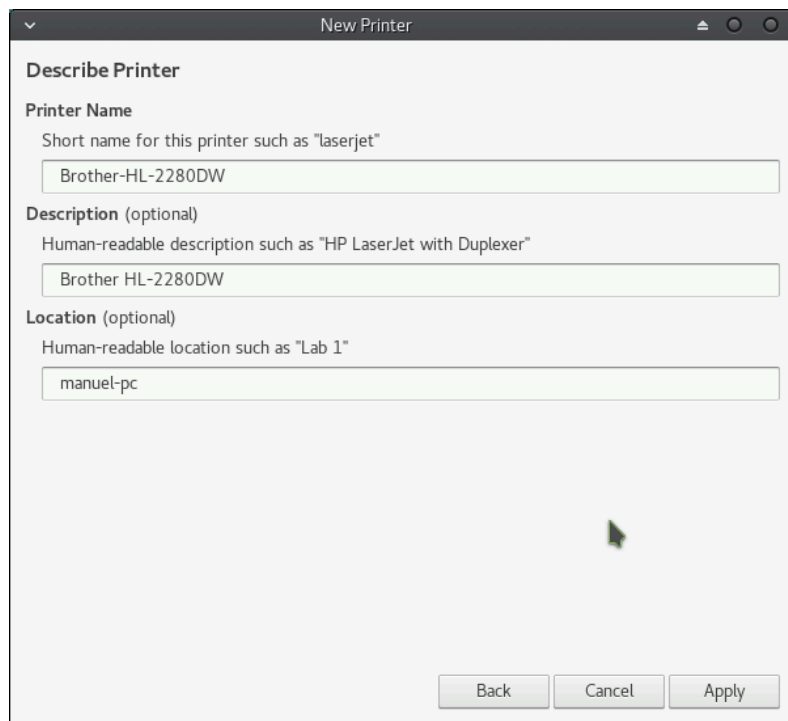 New Printer
Describe Printer
Printer Name
Short name for this printer such as "laserjet"
Brother-HL-2280DW
Description (optional)
Human-readable description such as "HP LaserJet with Duplexer"
Brother HL-2280DW
Location (optional)
Human-readable location such as "Lab 1"
manuel-pc
Back Cancel Apply